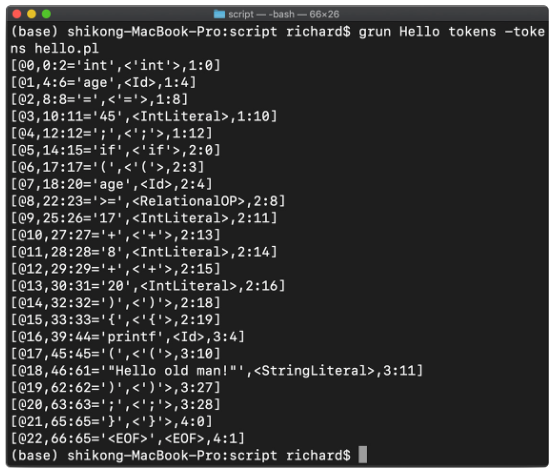 script — -bash — 66×26
(base) shikong-MacBook-Pro:script richard$ grun Hello tokens -toke
ns hello.pl
[@0,0:2='int',<'int'>,1:0]
[@1,4:6='age',<Id>,1:4]
[@2,8:8='=',<'='>,1:8]
[@3,10:11='45',<IntLiteral>,1:10]
[@4,12:12=';',<';'>,1:12]
[@5,14:15='if',<'if'>,2:0]
[@6,17:17='(',<'('>,2:3]
[@7,18:20='age',<Id>,2:4]
[@8,22:23='>=',<RelationalOP>,2:8]
[@9,25:26='17',<IntLiteral>,2:11]
[@10,27:27='+',<'+'>,2:13]
[@11,28:28='8',<IntLiteral>,2:14]
[@12,29:29='+',<'+'>,2:15]
[@13,30:31='20',<IntLiteral>,2:16]
[@14,32:32=')',<')'>,2:18]
[@15,33:33='{',<'{'>,2:19]
[@16,39:44='printf',<Id>,3:4]
[@17,45:45='(',<'('>,3:10]
[@18,46:61='"Hello old man!"',<StringLiteral>,3:11]
[@19,62:62=')',<')'>,3:27]
[@20,63:63=';',<';'>,3:28]
[@21,65:65='}',<'}'>,4:0]
[@22,66:65='<EOF>',<EOF>,4:1]
(base) shikong-MacBook-Pro:script richard$